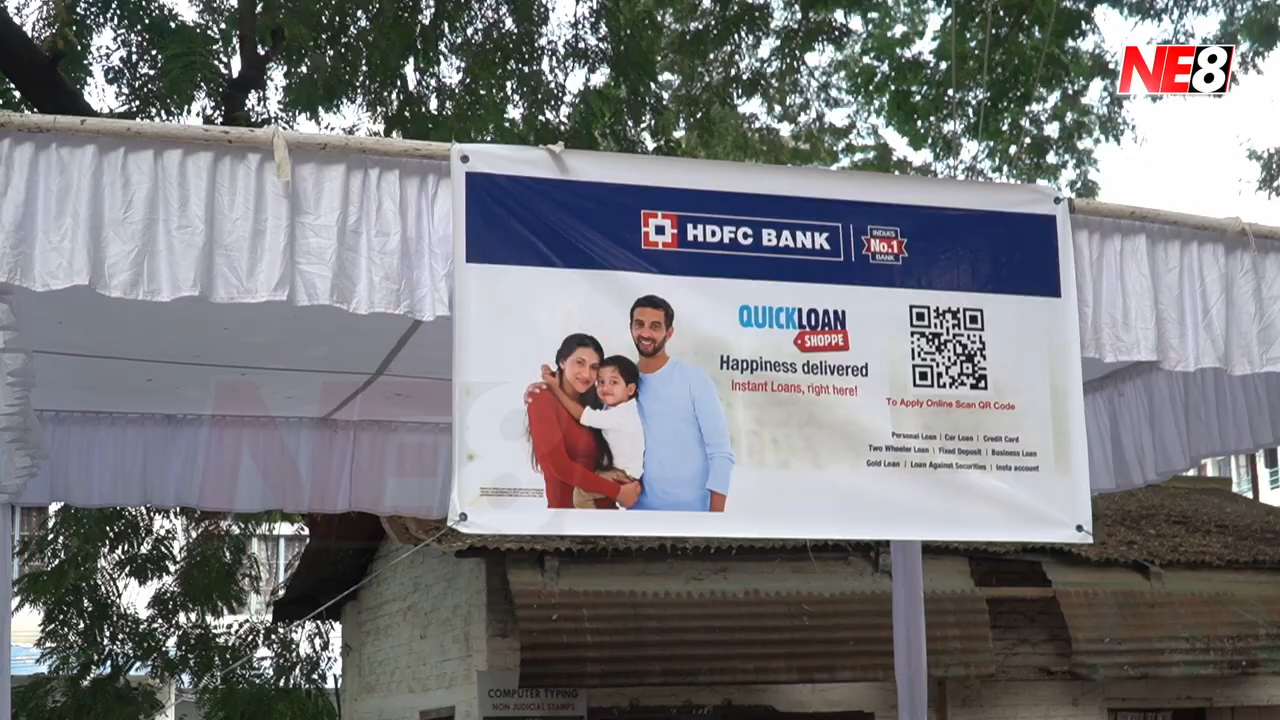 NE8
HDFC BANK
INDIA'S
No.1
BANK
QUICKLOAN
SHOPPE
Happiness delivered
Instant Loans, right here!
To Apply Online Scan QR Code
Personal Loan | Car Loan | Credit Card
Two Wheeler Loan | Fixed Deposit | Business Loan
Gold Loan | Loan Against Securities | Insta account
COMPUTER TYPING
NON JUDICIAL STAMPS
NE8